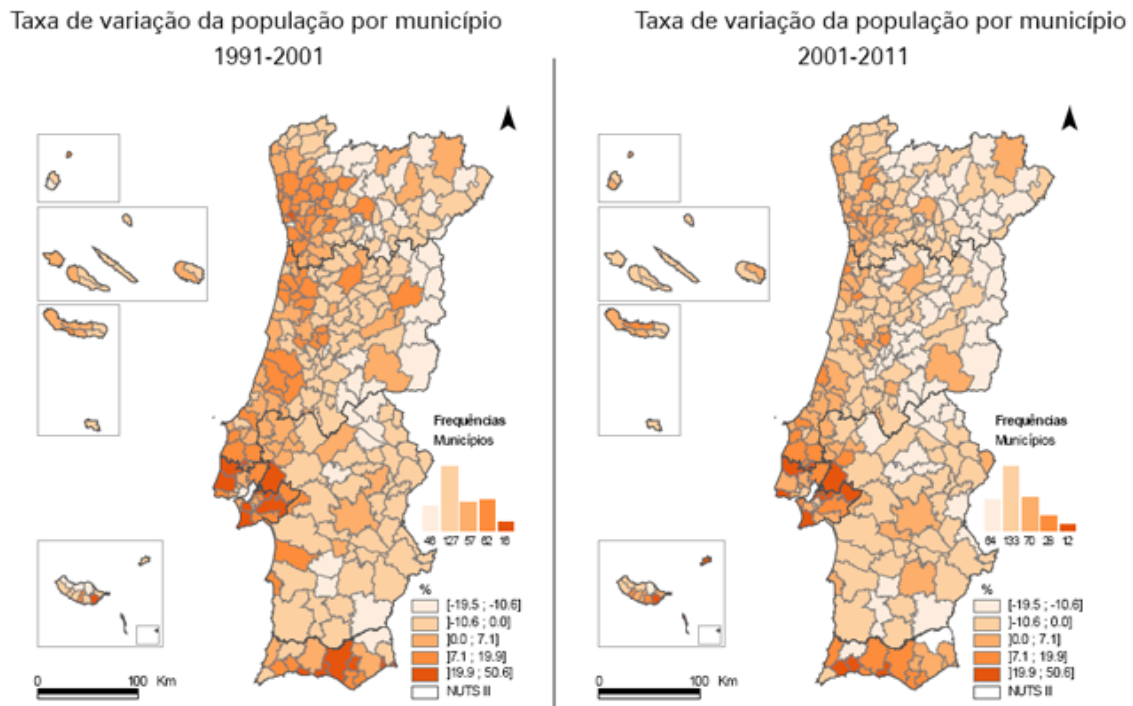 Taxa de variação da população por município
1991-2001
Frequências
Municípios
46 127 57 62 16
%
[-19.5 ; -10.6]
]-10.6 ; 0.0]
]0.0 ; 7.1]
]7.1 ; 19.9]
]19.9 ; 50.6]
NUTS II
0 100 Km
Taxa de variação da população por município
2001-2011
Frequências
Municípios
64 133 70 29 12
%
[-19.5 ; -10.6]
]-10.6 ; 0.0]
]0.0 ; 7.1]
]7.1 ; 19.9]
]19.9 ; 50.6]
NUTS II
0 100 Km